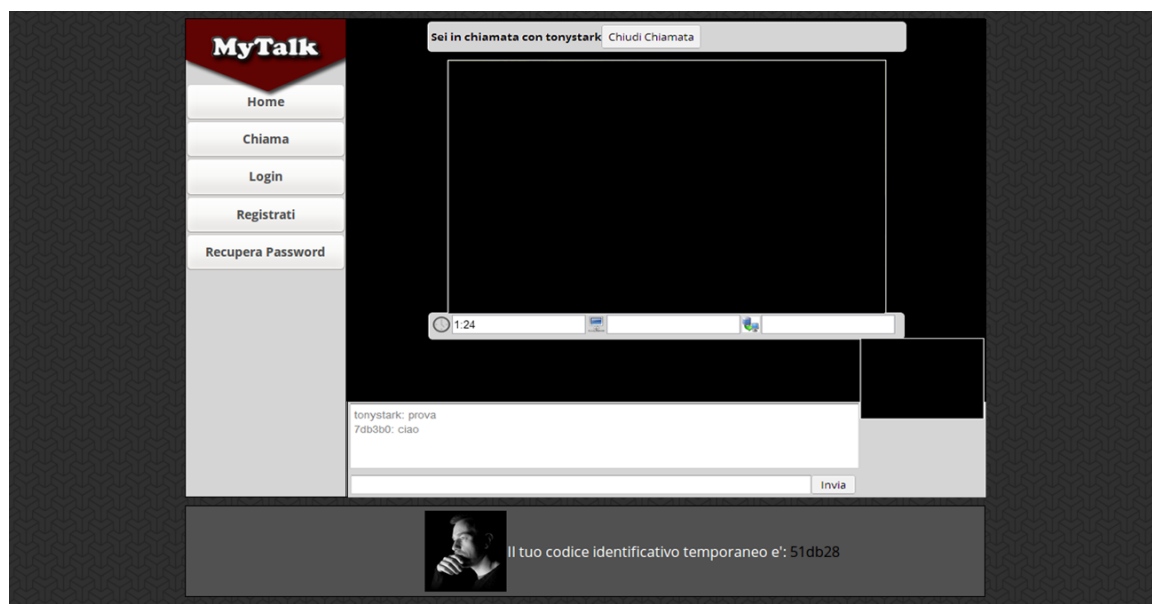 MyTalk
Home
Chiama
Login
Registrati
Recupera Password
Sei in chiamata con tonystark Chiudi Chiamata
1:24
tonystark: prova
7db3b0: ciao
Invia
Il tuo codice identificativo temporaneo e': 51db28